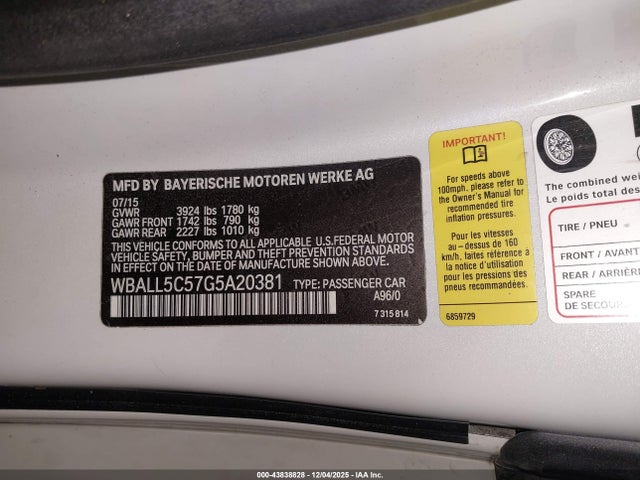 MFD BY BAYERISCHE MOTOREN WERKE AG
07/15
GVWR 3924 lbs 1780 kg
GAWR FRONT 1742 lbs 790 kg
GAWR REAR 2227 lbs 1010 kg
THIS VEHICLE CONFORMS TO ALL APPLICABLE U.S.FEDERAL MOTOR
VEHICLE SAFETY, BUMPER AND THEFT PREVENTION STANDARDS
IN EFFECT ON THE DATE OF MANUFACTURE SHOWN ABOVE.
WBALL5C57G5A20381 TYPE: PASSENGER CAR
A96/0
7 315 814
IMPORTANT!
For speeds above
100mph, please refer to
the Owner's Manual for
recommended tire
inflation pressures.
Pour les vitesses
au - dessus de 160
km/h, faites référence à
votre notice d'utilisation
pour les pressions des
pneus recommandées.
6859729
The combined wei
Le poids total des
TIRE / PNEU
FRONT / AVANT
REAR / ARRIÈRE
SPARE
DE SECOUR
000-43838828 - 12/04/2025 - IAA Inc.